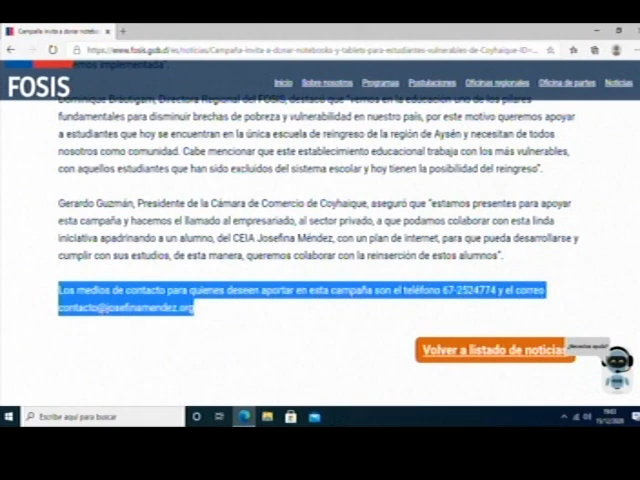 Campaña invita a donar notebook
https://www.fosis.gob.cl/es/noticias/Campaña-invita-a-donar-notebooks-y-tablets-para-estudiantes-vulnerables-de-Coyhaique-ID=...
FOSIS
Inicio Sobre nosotros Programas Postulaciones Oficinas regionales Oficina de partes Noticias
implementada".
Directora Regional del FOSIS, destacó que "vemos en la educación uno de los pilares
fundamentales para disminuir brechas de pobreza y vulnerabilidad en nuestro país, por este motivo queremos apoyar
a estudiantes que hoy se encuentran en la única escuela de reingreso de la región de Aysén y necesitan de todos
nosotros como comunidad. Cabe mencionar que este establecimiento educacional trabaja con los más vulnerables,
con aquellos estudiantes que han sido excluidos del sistema escolar y hoy tienen la posibilidad del reingreso".
Gerardo Guzmán, Presidente de la Cámara de Comercio de Coyhaique, aseguró que "estamos presentes para apoyar
esta campaña y hacemos el llamado al empresariado, al sector privado, a que podamos colaborar con esta linda
iniciativa apadrinando a un alumno, del CEIA Josefina Méndez, con un plan de internet, para que pueda desarrollarse y
cumplir con sus estudios, de esta manera, queremos colaborar con la reinserción de estos alumnos".
Los medios de contacto para quienes deseen aportar en esta campaña son el teléfono 67-2524774 y el correo
contacto@josefinamendez.org
Volver a listado de noticias
¿Necesitas ayuda?
Escribe aquí para buscar
19:03
15/12/2020